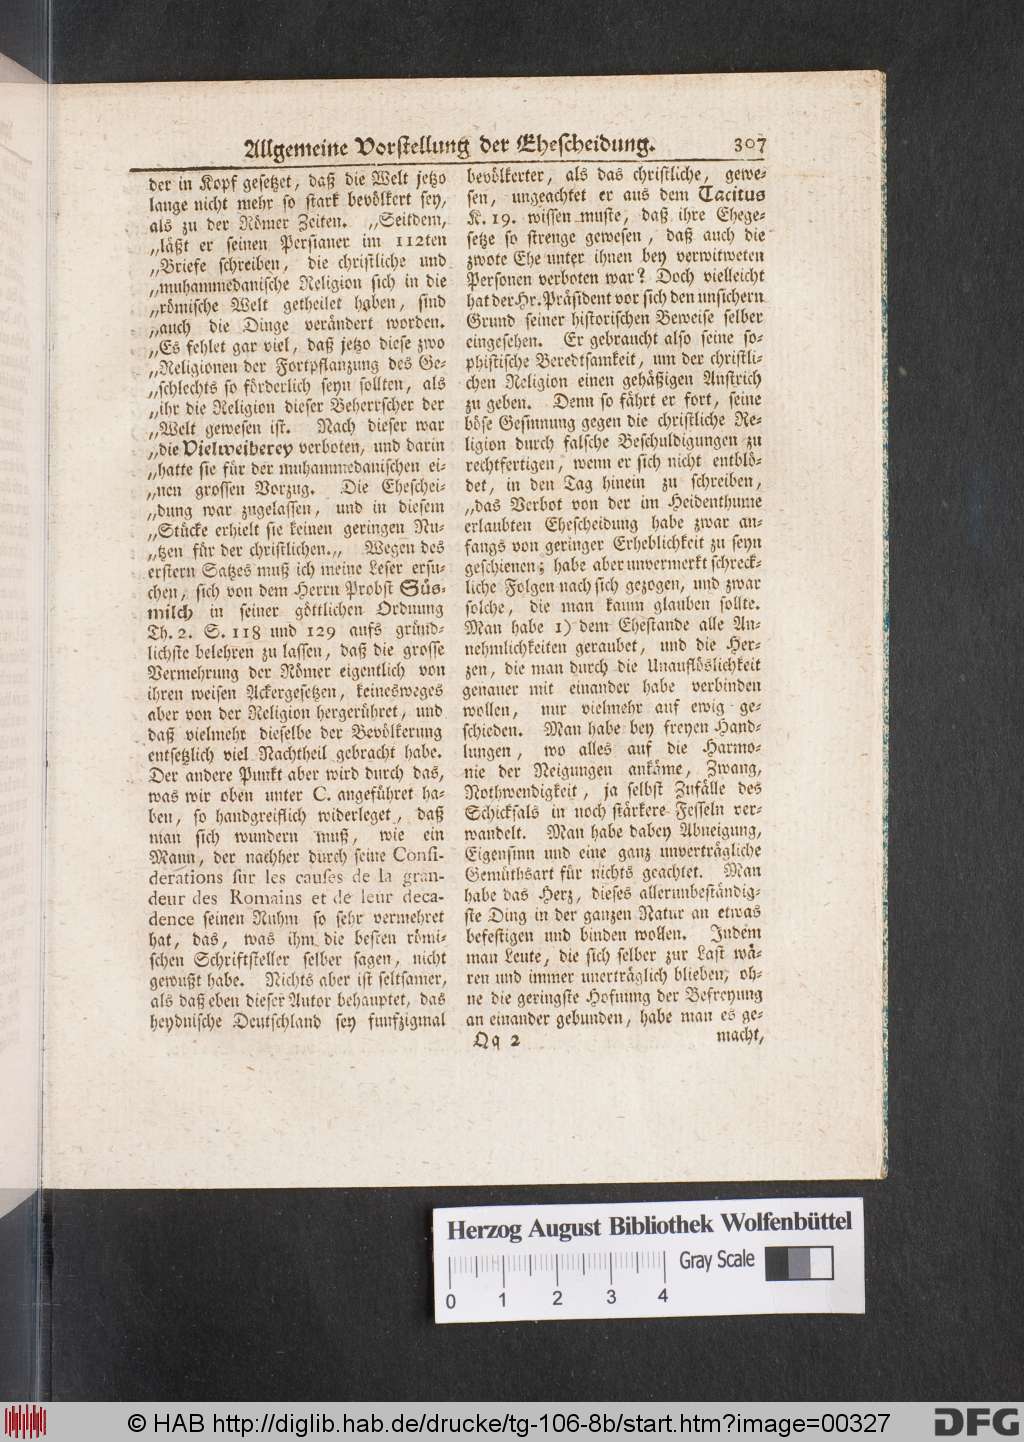 Allgemeine Vorstellung der Ehescheidung. 307
der in Kopf gesetzet, daß die Welt jetzo
lange nicht mehr so stark bevölkert sey,
als zu der Römer Zeiten. „Seitdem,
„läßt er seinen Persianer im 112ten
„Briefe schreiben, die christliche und
„muhammedanische Religion sich in die
„römische Welt getheilet haben, sind
„auch die Dinge verändert worden.
„Es fehlet gar viel, daß jetzo diese zwo
„Religionen der Fortpflanzung des Ge-
„schlechts so förderlich seyn sollten, als
„ihr die Religion dieser Beherrscher der
„Welt gewesen ist. Nach dieser war
„die Vielweiberey verboten, und darin
„hatte sie für der muhammedanischen ei-
„nen grossen Vorzug. Die Eheschei-
„dung war zugelassen, und in diesem
„Stücke erhielt sie keinen geringen Nu-
„tzen für der christlichen.„ Wegen des
erstern Satzes muß ich meine Leser ersu-
chen, sich von dem Herrn Probst Süs-
milch in seiner göttlichen Ordnung
Th. 2. S. 118 und 129 aufs gründ-
lichste belehren zu lassen, daß die grosse
Vermehrung der Römer eigentlich von
ihren weisen Ackergesetzen, keinesweges
aber von der Religion hergerühret, und
daß vielmehr dieselbe der Bevölkerung
entsetzlich viel Nachtheil gebracht habe.
Der andere Punkt aber wird durch das,
was wir oben unter C. angeführet ha-
ben, so handgreiflich widerleget, daß
man sich wundern muß, wie ein
Mann, der nachher durch seine Consi-
derations sur les causes de la gran-
deur des Romains et de leur deca-
dence seinen Ruhm so sehr vermehret
hat, das, was ihm die besten römi-
schen Schriftsteller selber sagen, nicht
gewußt habe. Nichts aber ist seltsamer,
als daß eben dieser Autor behauptet, das
heydnische Deutschland sey funfzigmal
bevölkerter, als das christliche, gewe-
sen, ungeachtet er aus dem Tacitus
K. 19. wissen muste, daß ihre Ehege-
setze so strenge gewesen, daß auch die
zwote Ehe unter ihnen bey verwitweten
Personen verboten war? Doch vielleicht
hat der Hr. Präsident vor sich den unsichern
Grund seiner historischen Beweise selber
eingesehen. Er gebraucht also seine so-
phistische Beredtsamkeit, um der christli-
chen Religion einen gehäßigen Anstrich
zu geben. Denn so fährt er fort, seine
böse Gesinnung gegen die christliche Re-
ligion durch falsche Beschuldigungen zu
rechtfertigen, wenn er sich nicht entblö-
det, in den Tag hinein zu schreiben,
„das Verbot von der im Heidenthume
erlaubten Ehescheidung habe zwar an-
fangs von geringer Erheblichkeit zu seyn
geschienen; habe aber unvermerkt schreck-
liche Folgen nach sich gezogen, und zwar
solche, die man kaum glauben sollte.
Man habe 1) dem Ehestande alle An-
nehmlichkeiten geraubet, und die Her-
zen, die man durch die Unauflöslichkeit
genauer mit einander habe verbinden
wollen, nur vielmehr auf ewig ge-
schieden. Man habe bey freyen Hand-
lungen, wo alles auf die Harmo-
nie der Neigungen ankäme, Zwang,
Nothwendigkeit, ja selbst Zufälle des
Schicksals in noch stärkere Fesseln ver-
wandelt. Man habe dabey Abneigung,
Eigensinn und eine ganz unverträgliche
Gemüthsart für nichts geachtet. Man
habe das Herz, dieses allerunbeständig-
ste Ding in der ganzen Natur an etwas
befestigen und binden wollen. Indem
man Leute, die sich selber zur Last wä-
ren und immer unerträglich blieben, oh-
ne die geringste Hofnung der Befreyung
an einander gebunden, habe man es ge-
Qq 2 macht,
Herzog August Bibliothek Wolfenbüttel
Gray Scale
0 1 2 3 4
© HAB http://diglib.hab.de/drucke/tg-106-8b/start.htm?image=00327
DFG